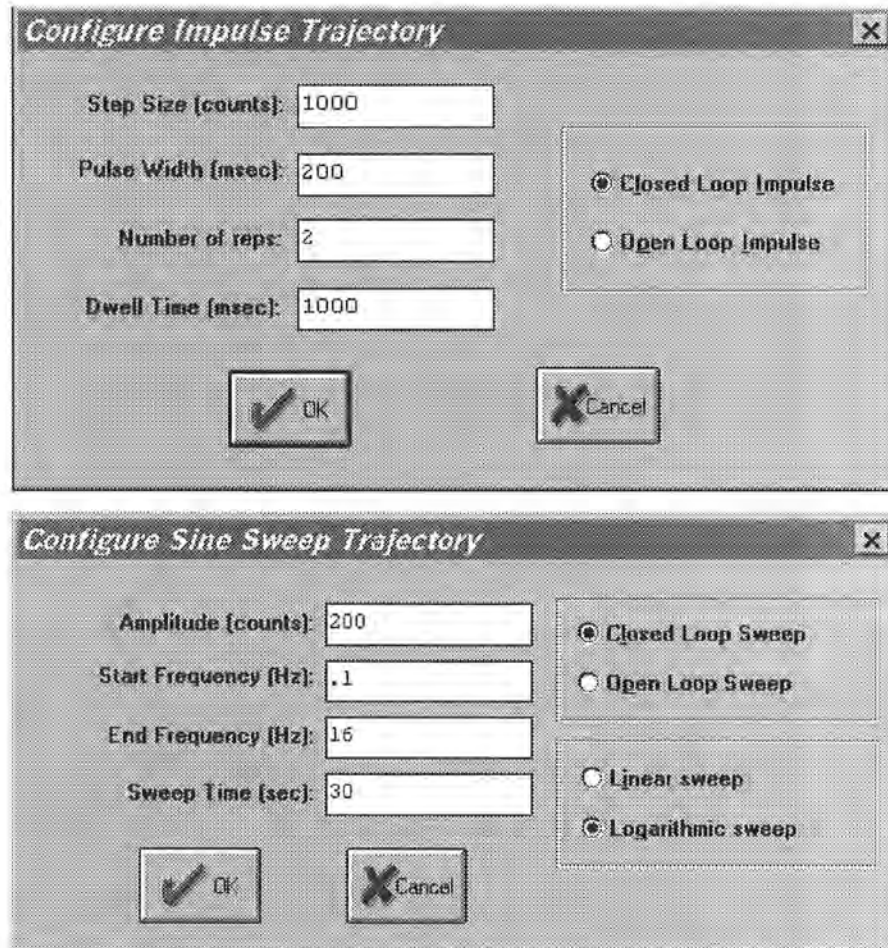 Configure Impulse Trajectory
Step Size (counts): 1000
Pulse Width (msec): 200
Closed Loop Impulse
Number of reps: 2
Open Loop Impulse
Dwell Time (msec): 1000
OK Cancel
Configure Sine Sweep Trajectory
Amplitude (counts): 200
Closed Loop Sweep
Start Frequency (Hz): .1
Open Loop Sweep
End Frequency (Hz): 16
Linear sweep
Sweep Time (sec): 30
Logarithmic sweep
OK Cancel